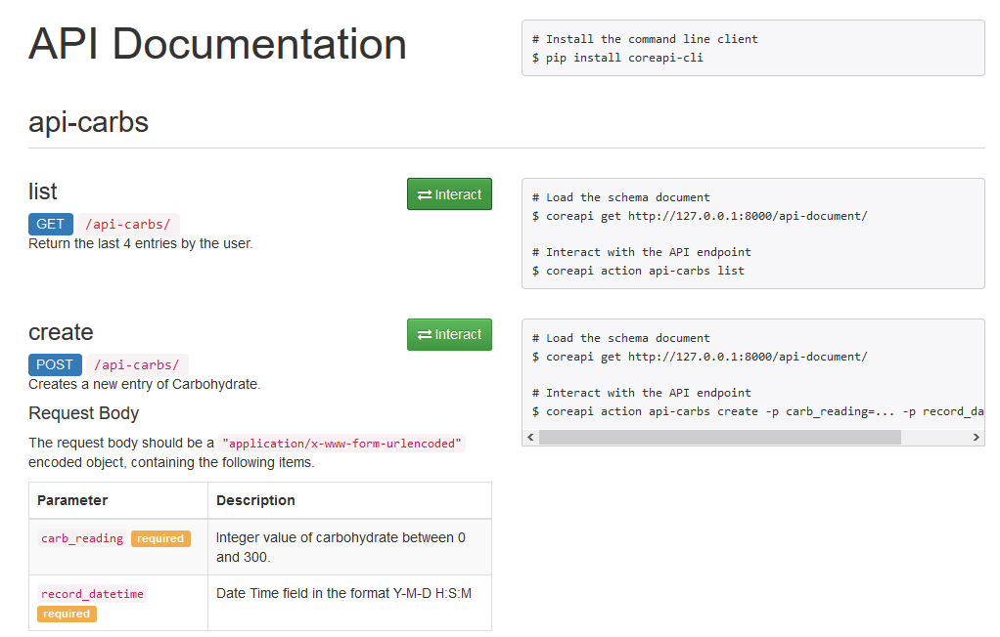 API Documentation
# Install the command line client
$ pip install coreapi-cli
api-carbs
list
Interact
GET /api-carbs/
Return the last 4 entries by the user.
# Load the schema document
$ coreapi get http://127.0.0.1:8000/api-document/
# Interact with the API endpoint
$ coreapi action api-carbs list
create
Interact
POST /api-carbs/
Creates a new entry of Carbohydrate.
Request Body
The request body should be a "application/x-www-form-urlencoded"
encoded object, containing the following items.
Parameter Description
carb_reading required Integer value of carbohydrate between 0
and 300.
record_datetime Date Time field in the format Y-M-D H:S:M
required
# Load the schema document
$ coreapi get http://127.0.0.1:8000/api-document/
# Interact with the API endpoint
$ coreapi action api-carbs create -p carb_reading=... -p record_da